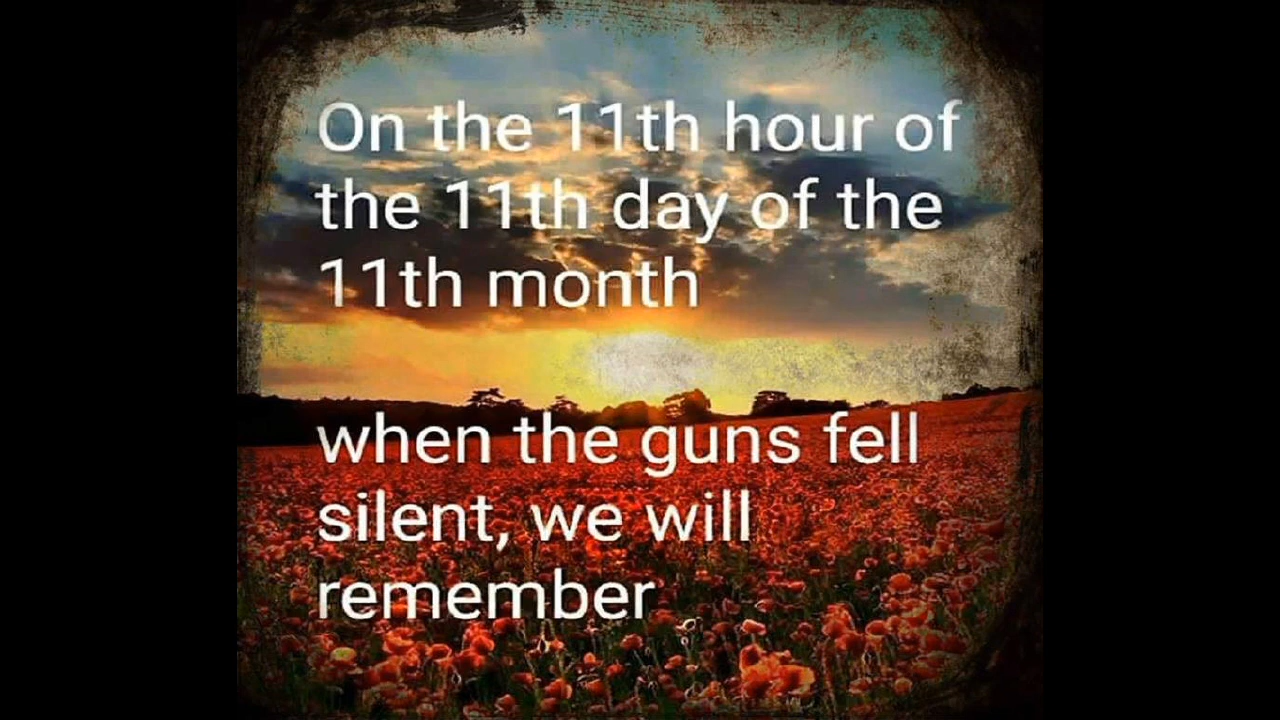 On the 11th hour of
the 11th day of the
11th month
when the guns fell
silent, we will
remember